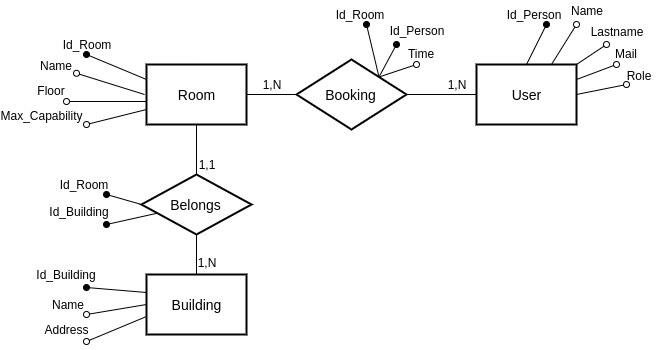 Id_Room
Name
Floor
Max_Capability
Room
1,N
Id_Room
Id_Person
Time
Booking
1,N
Id_Person
Name
Lastname
Mail
Role
User
1,1
Id_Room
Id_Building
Belongs
1,N
Id_Building
Name
Address
Building